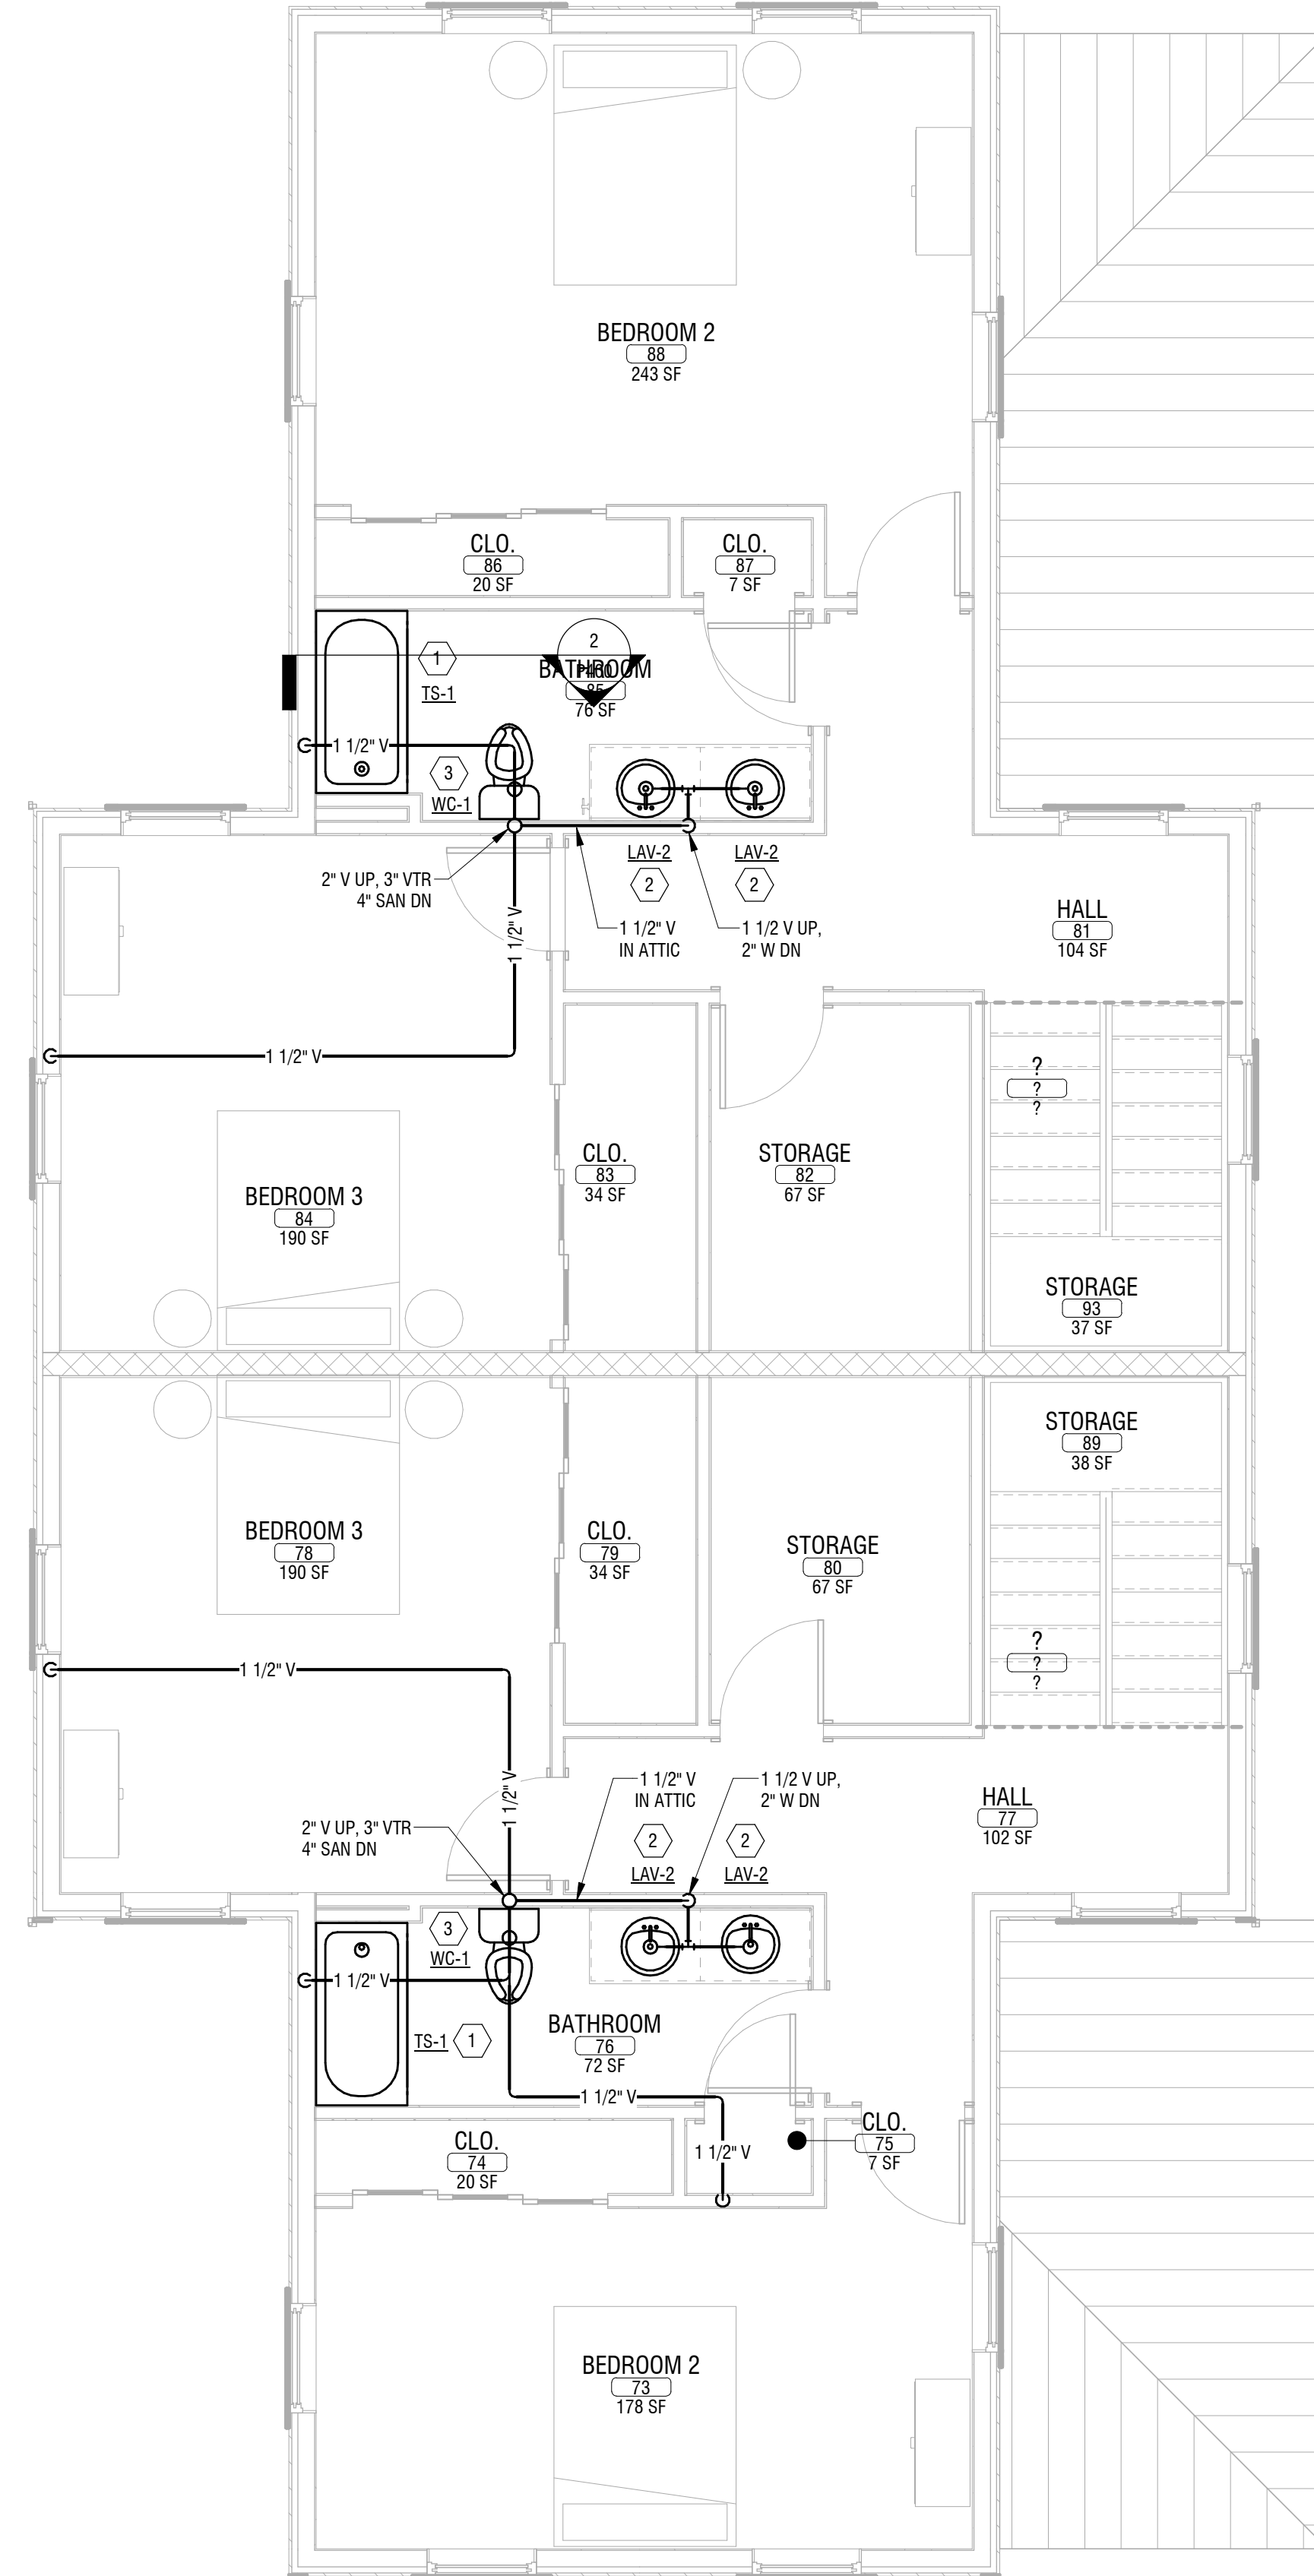 BEDROOM 2
88
243 SF
CLO.
86
20 SF
CLO.
87
7 SF
2
1
TS-1
BATHROOM
85
76 SF
1 1/2" V
3
WC-1
2" V UP, 3" VTR
4" SAN DN
LAV-2
LAV-2
2
2
1 1/2" V
IN ATTIC
1 1/2 V UP,
2" W DN
HALL
81
104 SF
1 1/2" V
1 1/2" V
?
?
?
CLO.
83
34 SF
STORAGE
82
67 SF
BEDROOM 3
84
190 SF
STORAGE
93
37 SF
STORAGE
89
38 SF
BEDROOM 3
78
190 SF
CLO.
79
34 SF
STORAGE
80
67 SF
?
?
?
1 1/2" V
1 1/2" V
1 1/2" V
IN ATTIC
1 1/2 V UP,
2" W DN
HALL
77
102 SF
2" V UP, 3" VTR
4" SAN DN
2
2
LAV-2
LAV-2
3
WC-1
1 1/2" V
TS-1
1
BATHROOM
76
72 SF
1 1/2" V
CLO.
74
20 SF
1 1/2" V
CLO.
75
7 SF
BEDROOM 2
73
178 SF